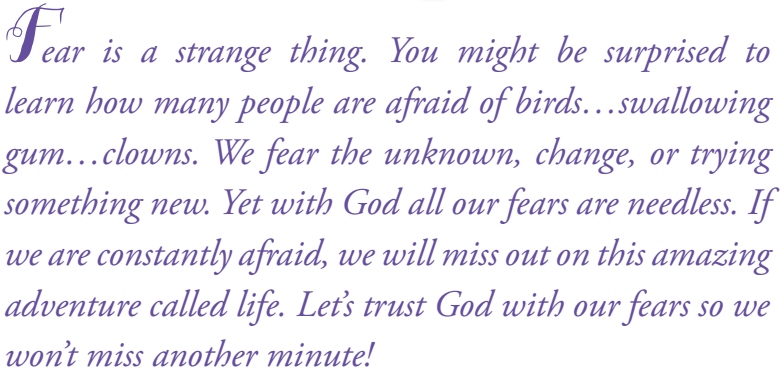 Fear is a strange thing. You might be surprised to
learn how many people are afraid of birds…swallowing
gum…clowns. We fear the unknown, change, or trying
something new. Yet with God all our fears are needless. If
we are constantly afraid, we will miss out on this amazing
adventure called life. Let’s trust God with our fears so we
won’t miss another minute!